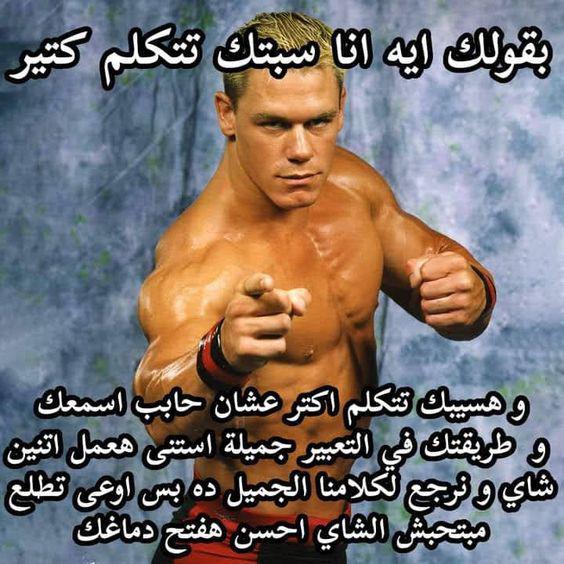 بقولك ايه انا سبتك تتكلم كتير
و هسيبك تتكلم اكتر عشان حابب اسمعك
و طريقتك في التعبير جميلة استنى هعمل اتنين
شاي و نرجع لكلامنا الجميل ده بس اوعى تطلع
مبتحبش الشاي احسن هفتح دماغك